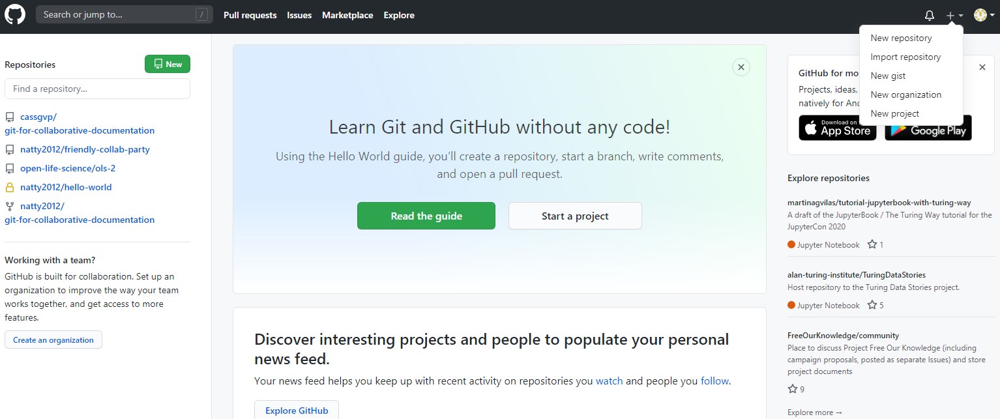 Search or jump to...
/
Pull requests
Issues
Marketplace
Explore
New repository
Import repository
New gist
New organization
New project
Repositories
New
Find a repository...
cassgvp/
git-for-collaborative-documentation
natty2012/friendly-collab-party
open-life-science/ols-2
natty2012/hello-world
natty2012/
git-for-collaborative-documentation
Working with a team?
GitHub is built for collaboration. Set up an
organization to improve the way your team
works together, and get access to more
features.
Create an organization
Learn Git and GitHub without any code!
Using the Hello World guide, you’ll create a repository, start a branch, write comments,
and open a pull request.
Read the guide
Start a project
Discover interesting projects and people to populate your personal
news feed.
Your news feed helps you keep up with recent activity on repositories you watch and people you follow.
Explore GitHub
GitHub for mo
Projects, ideas,
natively for And
Download on
App Store
Google Play
Explore repositories
martinagvilas/tutorial-jupyterbook-with-turing-way
A draft of the JupyterBook / The Turing Way tutorial for the
JupyterCon 2020
Jupyter Notebook 1
alan-turing-institute/TuringDataStories
Host repository to the Turing Data Stories project.
Jupyter Notebook 5
FreeOurKnowledge/community
Place to discuss Project Free Our Knowledge (including
campaign proposals, posted as separate Issues) and store
project documents
9
Explore more →